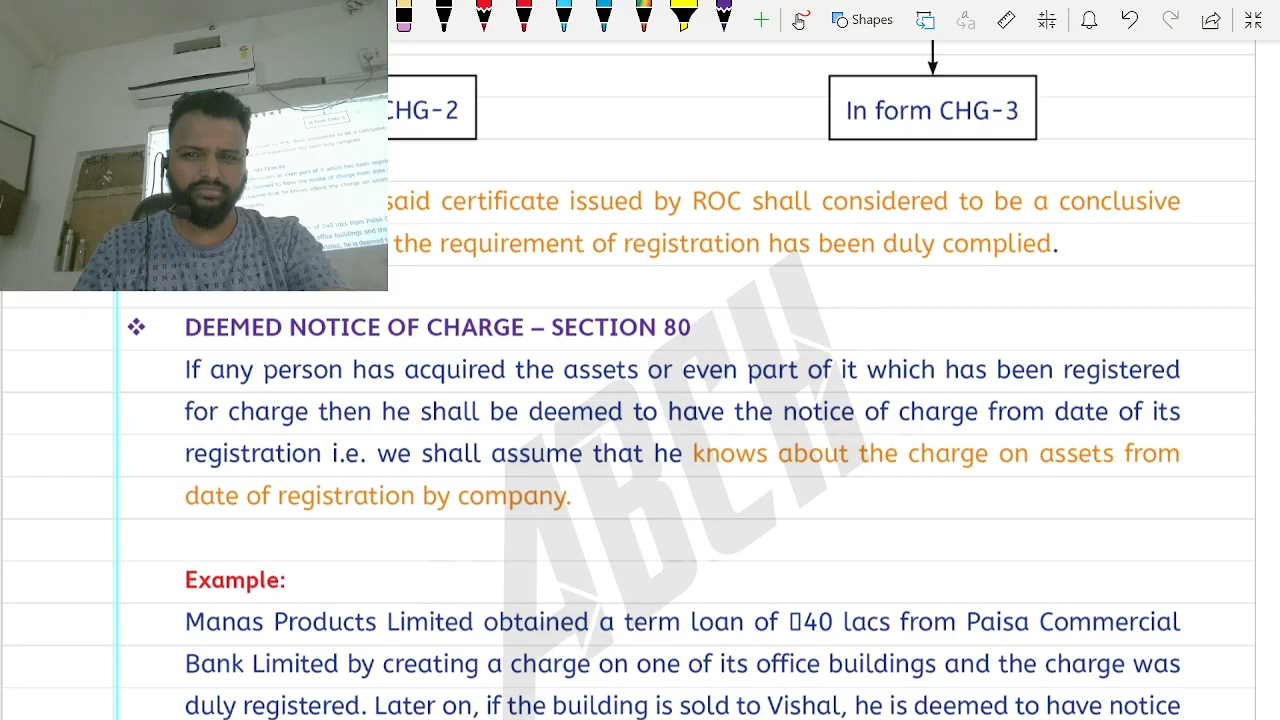 Shapes
CHG-2
In form CHG-3
said certificate issued by ROC shall considered to be a conclusive
the requirement of registration has been duly complied.
❖ DEEMED NOTICE OF CHARGE – SECTION 80
If any person has acquired the assets or even part of it which has been registered
for charge then he shall be deemed to have the notice of charge from date of its
registration i.e. we shall assume that he knows about the charge on assets from
date of registration by company.
ABCH
Example:
Manas Products Limited obtained a term loan of ▯40 lacs from Paisa Commercial
Bank Limited by creating a charge on one of its office buildings and the charge was
duly registered. Later on, if the building is sold to Vishal, he is deemed to have notice